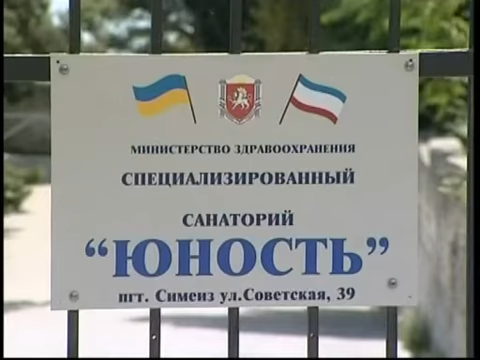 МИНИСТЕРСТВО ЗДРАВООХРАНЕНИЯ
СПЕЦИАЛИЗИРОВАННЫЙ
САНАТОРИЙ
“ЮНОСТЬ”
пгт. Симеиз ул.Советская, 39